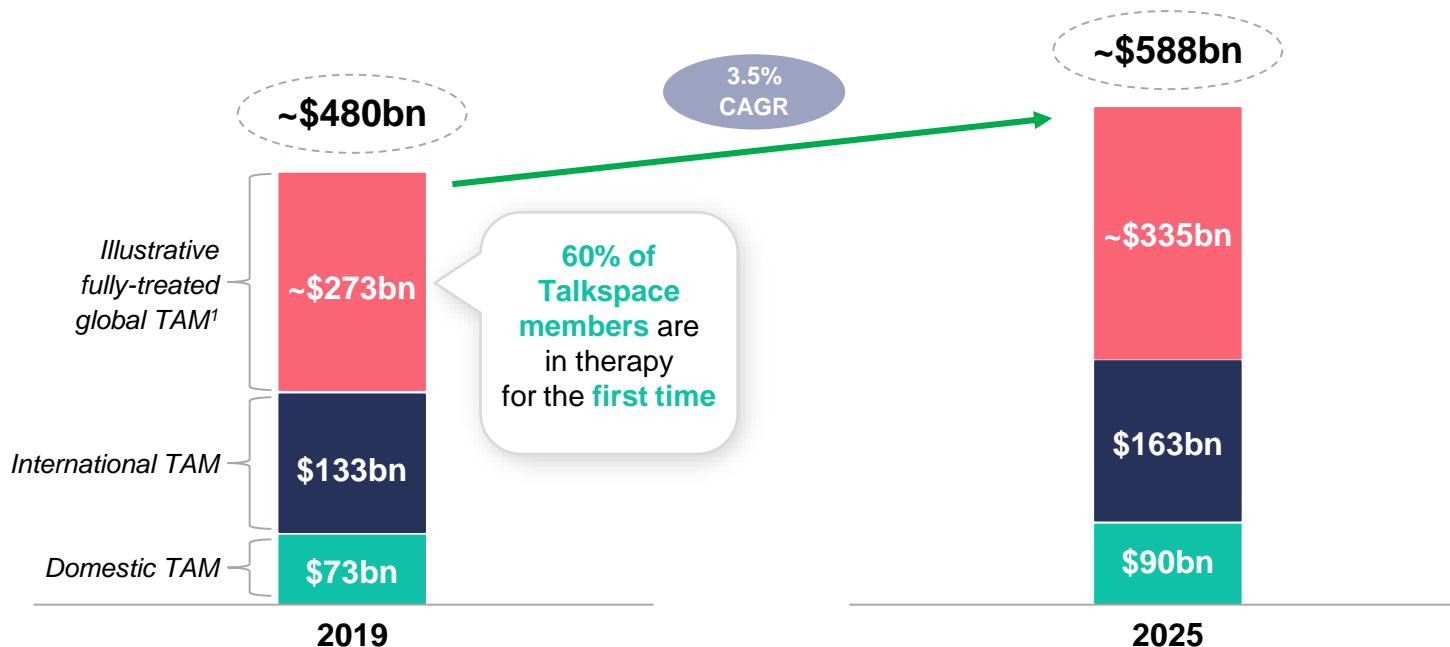 ~$480bn
3.5%
CAGR
~$588bn
Illustrative
fully-treated
global TAM1
~$273bn
60% of
Talkspace
members are
in therapy
for the first time
~$335bn
International TAM
$133bn
$163bn
Domestic TAM
$73bn
$90bn
2019
2025